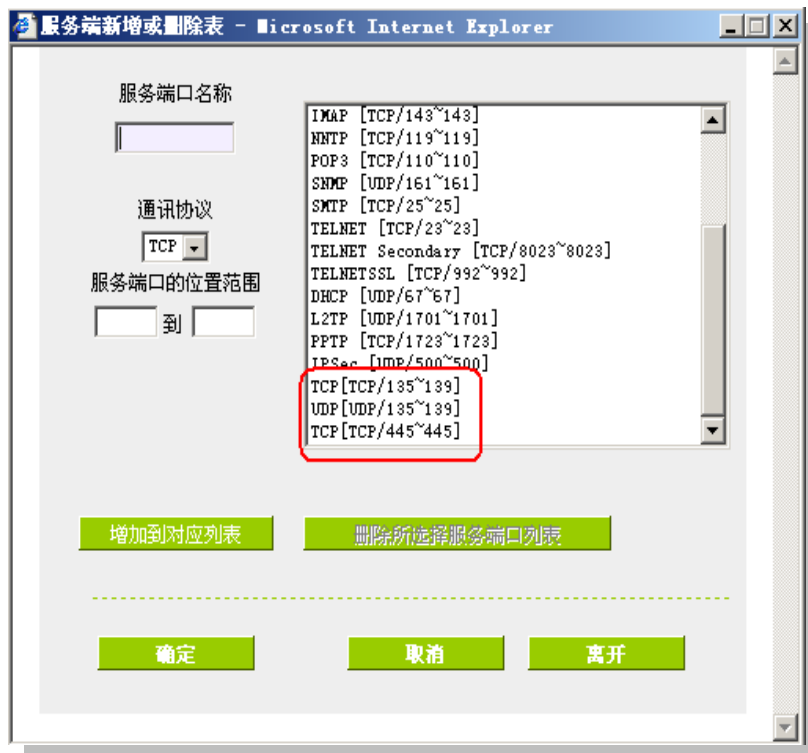 服务端新增或删除表 - Microsoft Internet Explorer
服务端口名称
IMAP [TCP/143~143]
NNTP [TCP/119~119]
POP3 [TCP/110~110]
SNMP [UDP/161~161]
SMTP [TCP/25~25]
TELNET [TCP/23~23]
TELNET Secondary [TCP/8023~8023]
TELNETSSL [TCP/992~992]
DHCP [UDP/67~67]
L2TP [UDP/1701~1701]
PPTP [TCP/1723~1723]
IPSec [UDP/500~500]
TCP[TCP/135~139]
UDP[UDP/135~139]
TCP[TCP/445~445]
通讯协议
TCP
服务端口的位置范围
到
增加到对应列表
删除所选择服务端口列表
确定
取消
离开